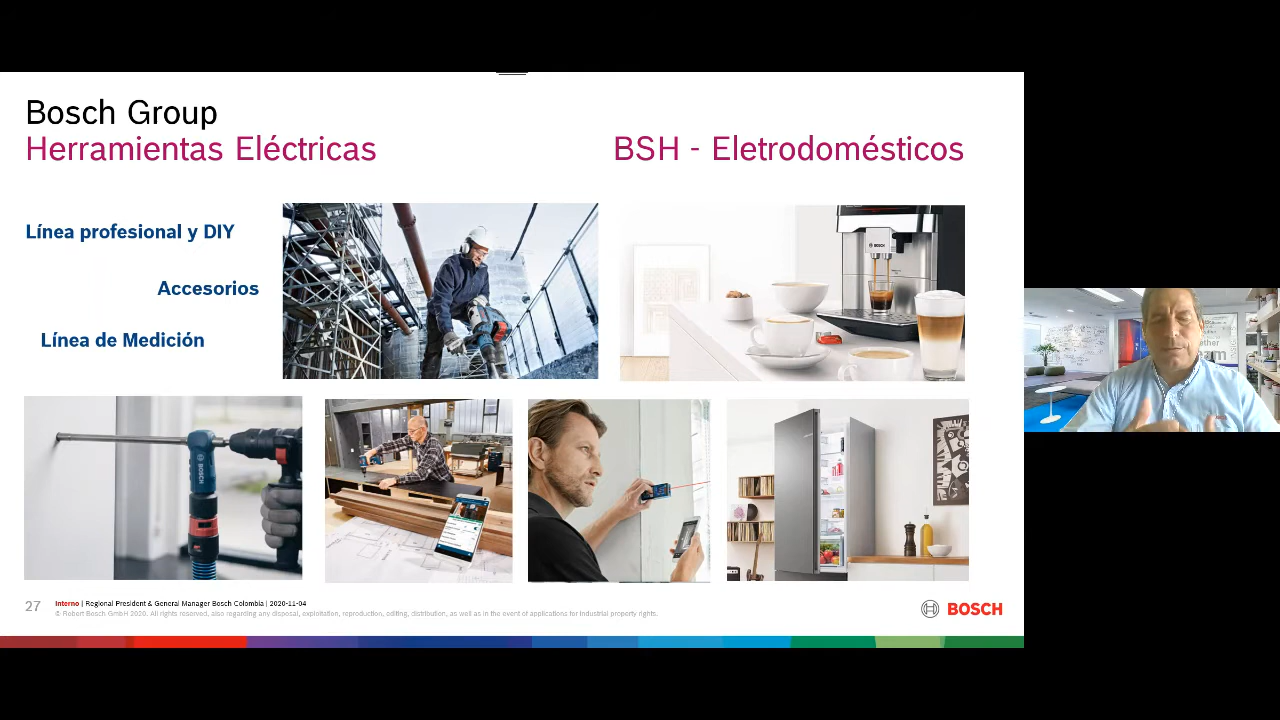 Bosch Group
Herramientas Eléctricas
BSH - Eletrodomésticos
Línea profesional y DIY
Accesorios
Línea de Medición
BOSCH
BOSCH
27
Interno | Regional President & General Manager Bosch Colombia | 2020-11-04
© Robert Bosch GmbH 2020. All rights reserved, also regarding any disposal, exploitation, reproduction, editing, distribution, as well as in the event of applications for industrial property rights.
BOSCH